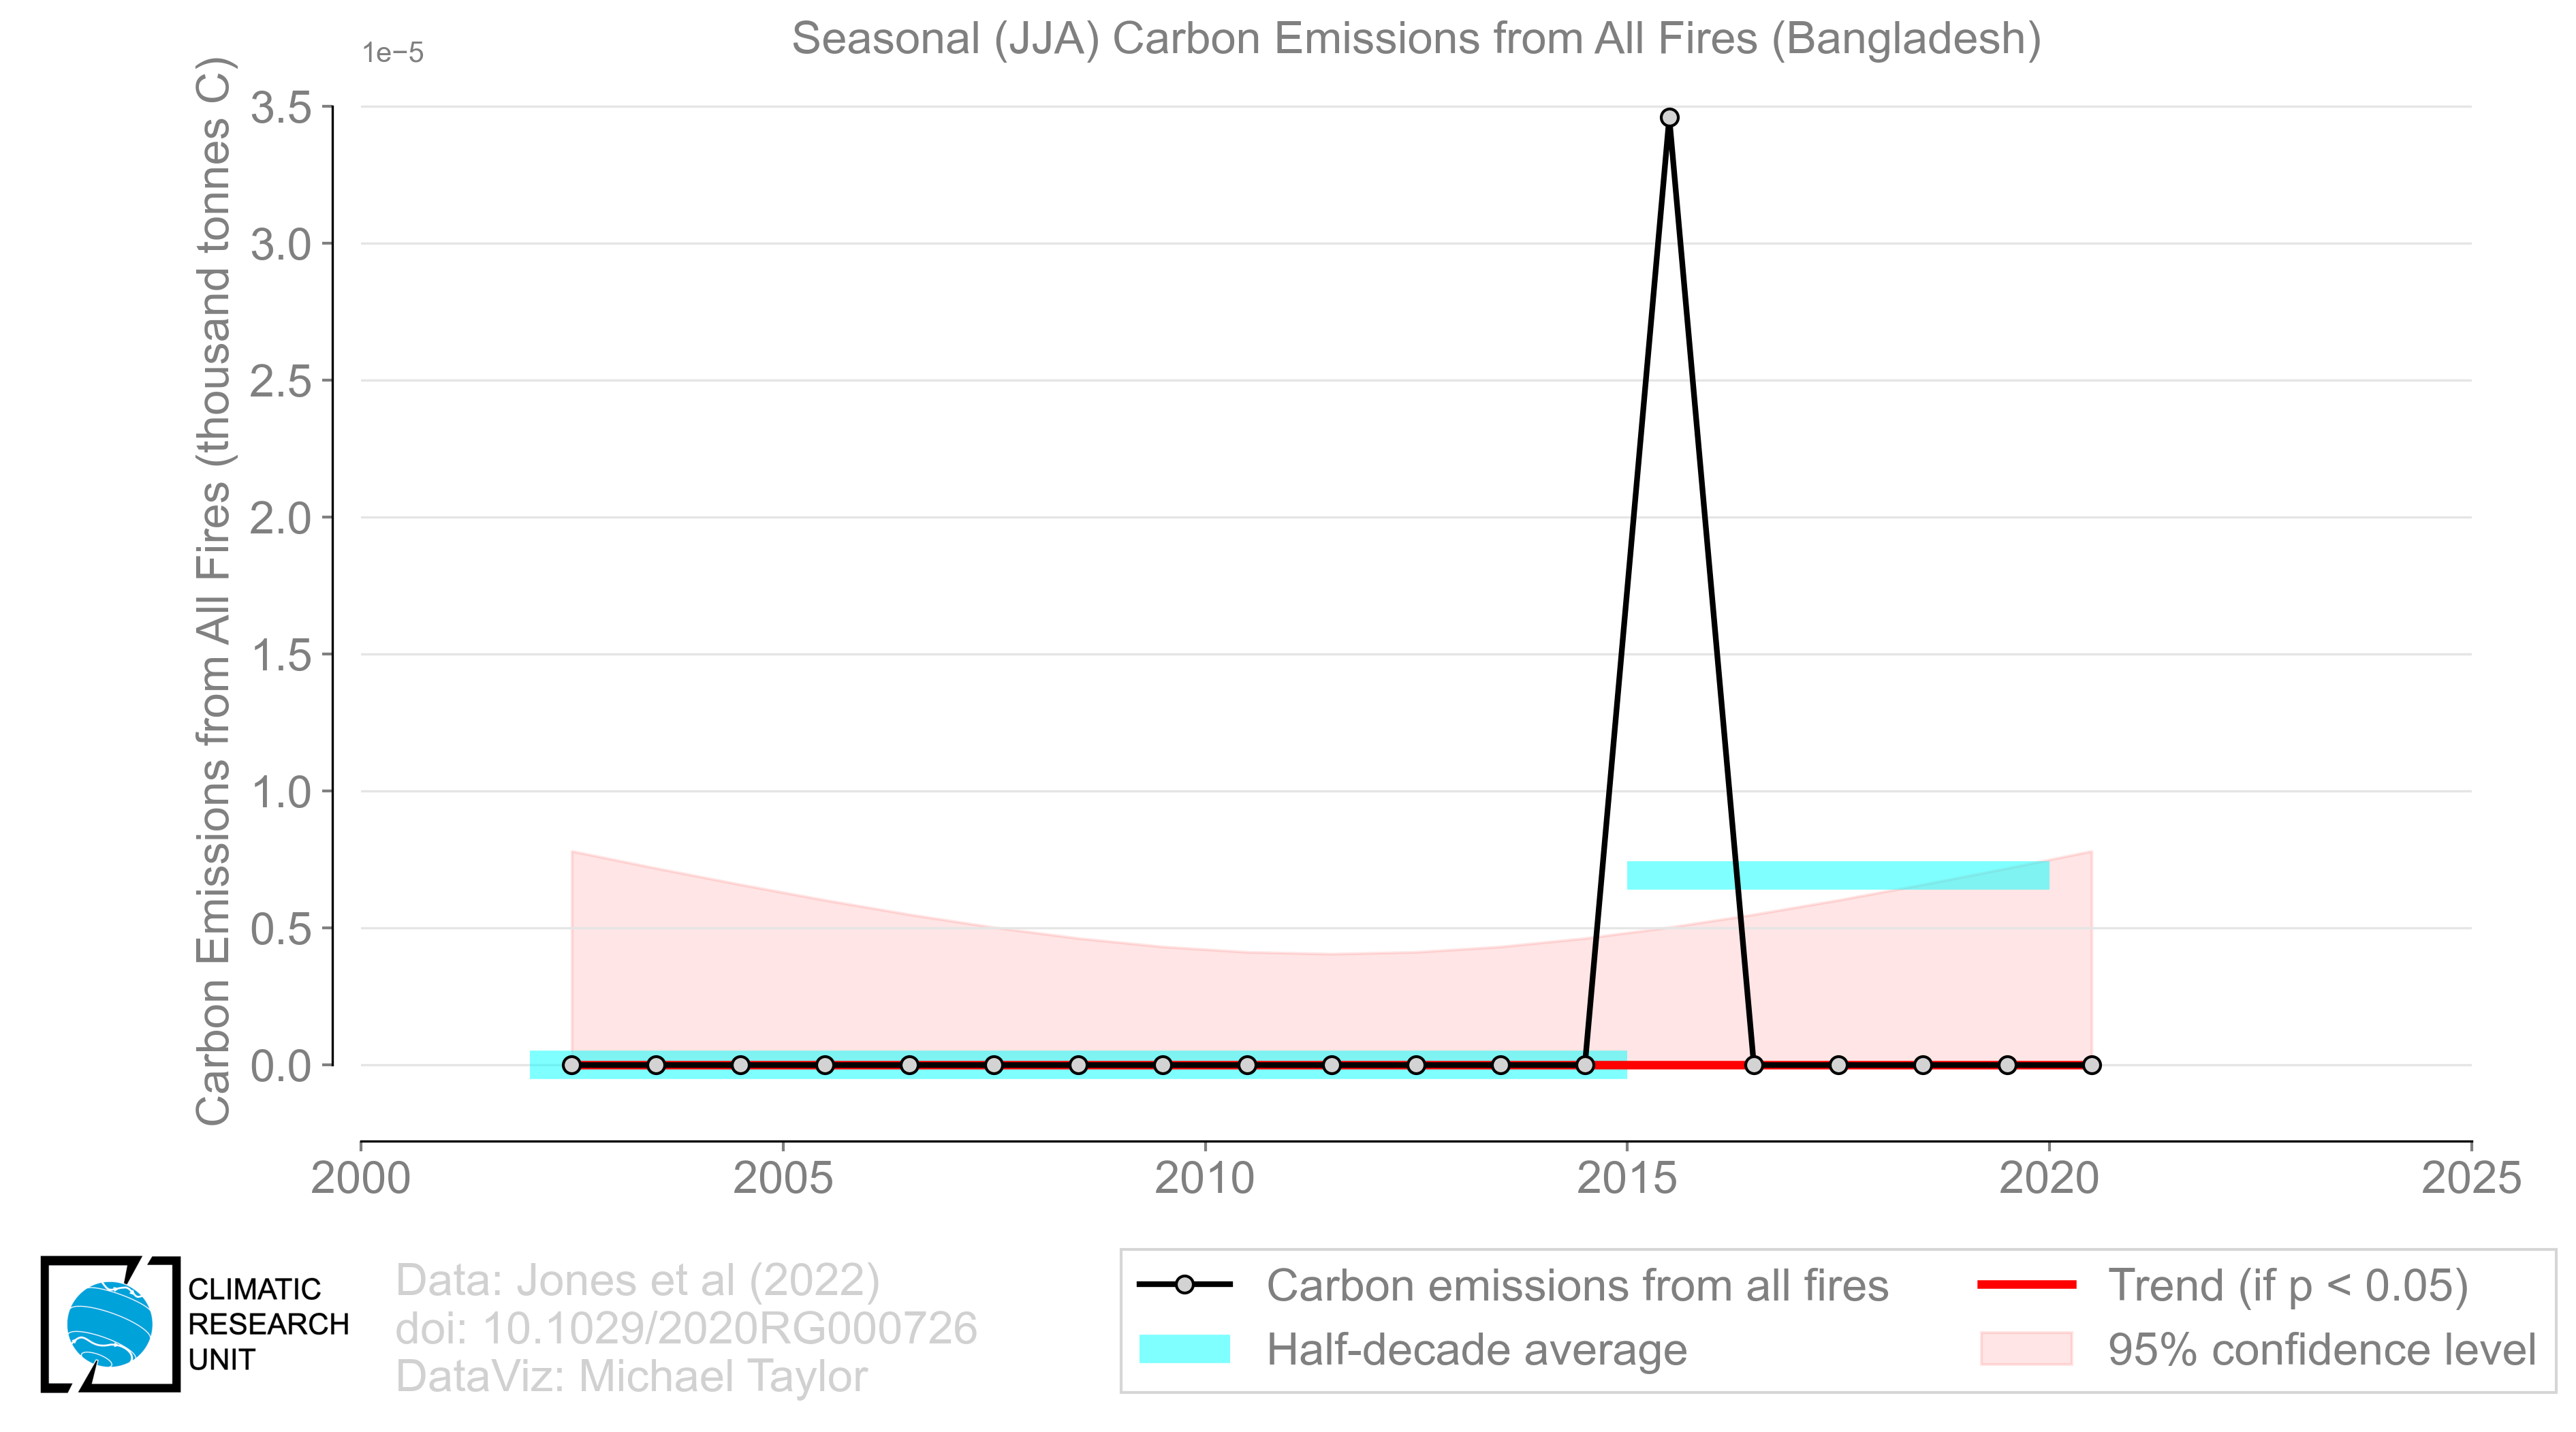 Seasonal (JJA) Carbon Emissions from All Fires (Bangladesh)
1e−5
Carbon Emissions from All Fires (thousand tonnes C)
3.5
3.0
2.5
2.0
1.5
1.0
0.5
0.0
2000 2005 2010 2015 2020 2025
CLIMATIC
RESEARCH
UNIT
Data: Jones et al (2022)
doi: 10.1029/2020RG000726
DataViz: Michael Taylor
Carbon emissions from all fires
Half-decade average
Trend (if p < 0.05)
95% confidence level